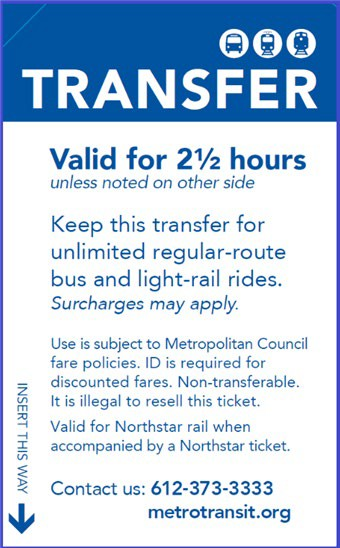 TRANSFER
Valid for 2½ hours
unless noted on other side
Keep this transfer for
unlimited regular-route
bus and light-rail rides.
Surcharges may apply.
Use is subject to Metropolitan Council
fare policies. ID is required for
discounted fares. Non-transferable.
It is illegal to resell this ticket.
Valid for Northstar rail when
accompanied by a Northstar ticket.
INSERT THIS WAY
Contact us: 612-373-3333
metrotransit.org